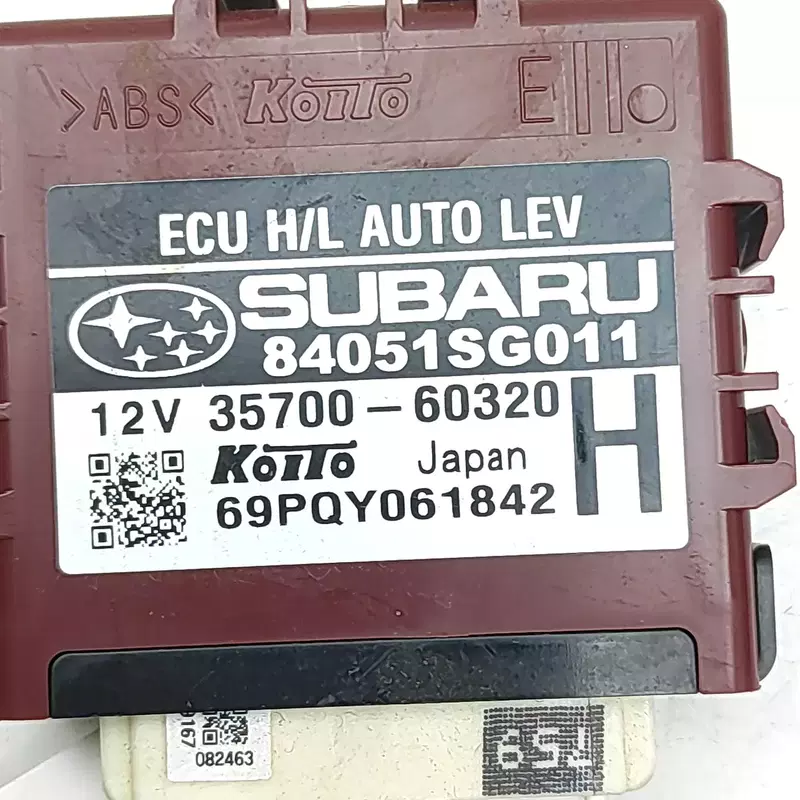 >ABS< KOITO E
ECU H/L AUTO LEV
SUBARU
84051SG011
12V 35700-60320 H
KOITO Japan
69PQY061842
082463